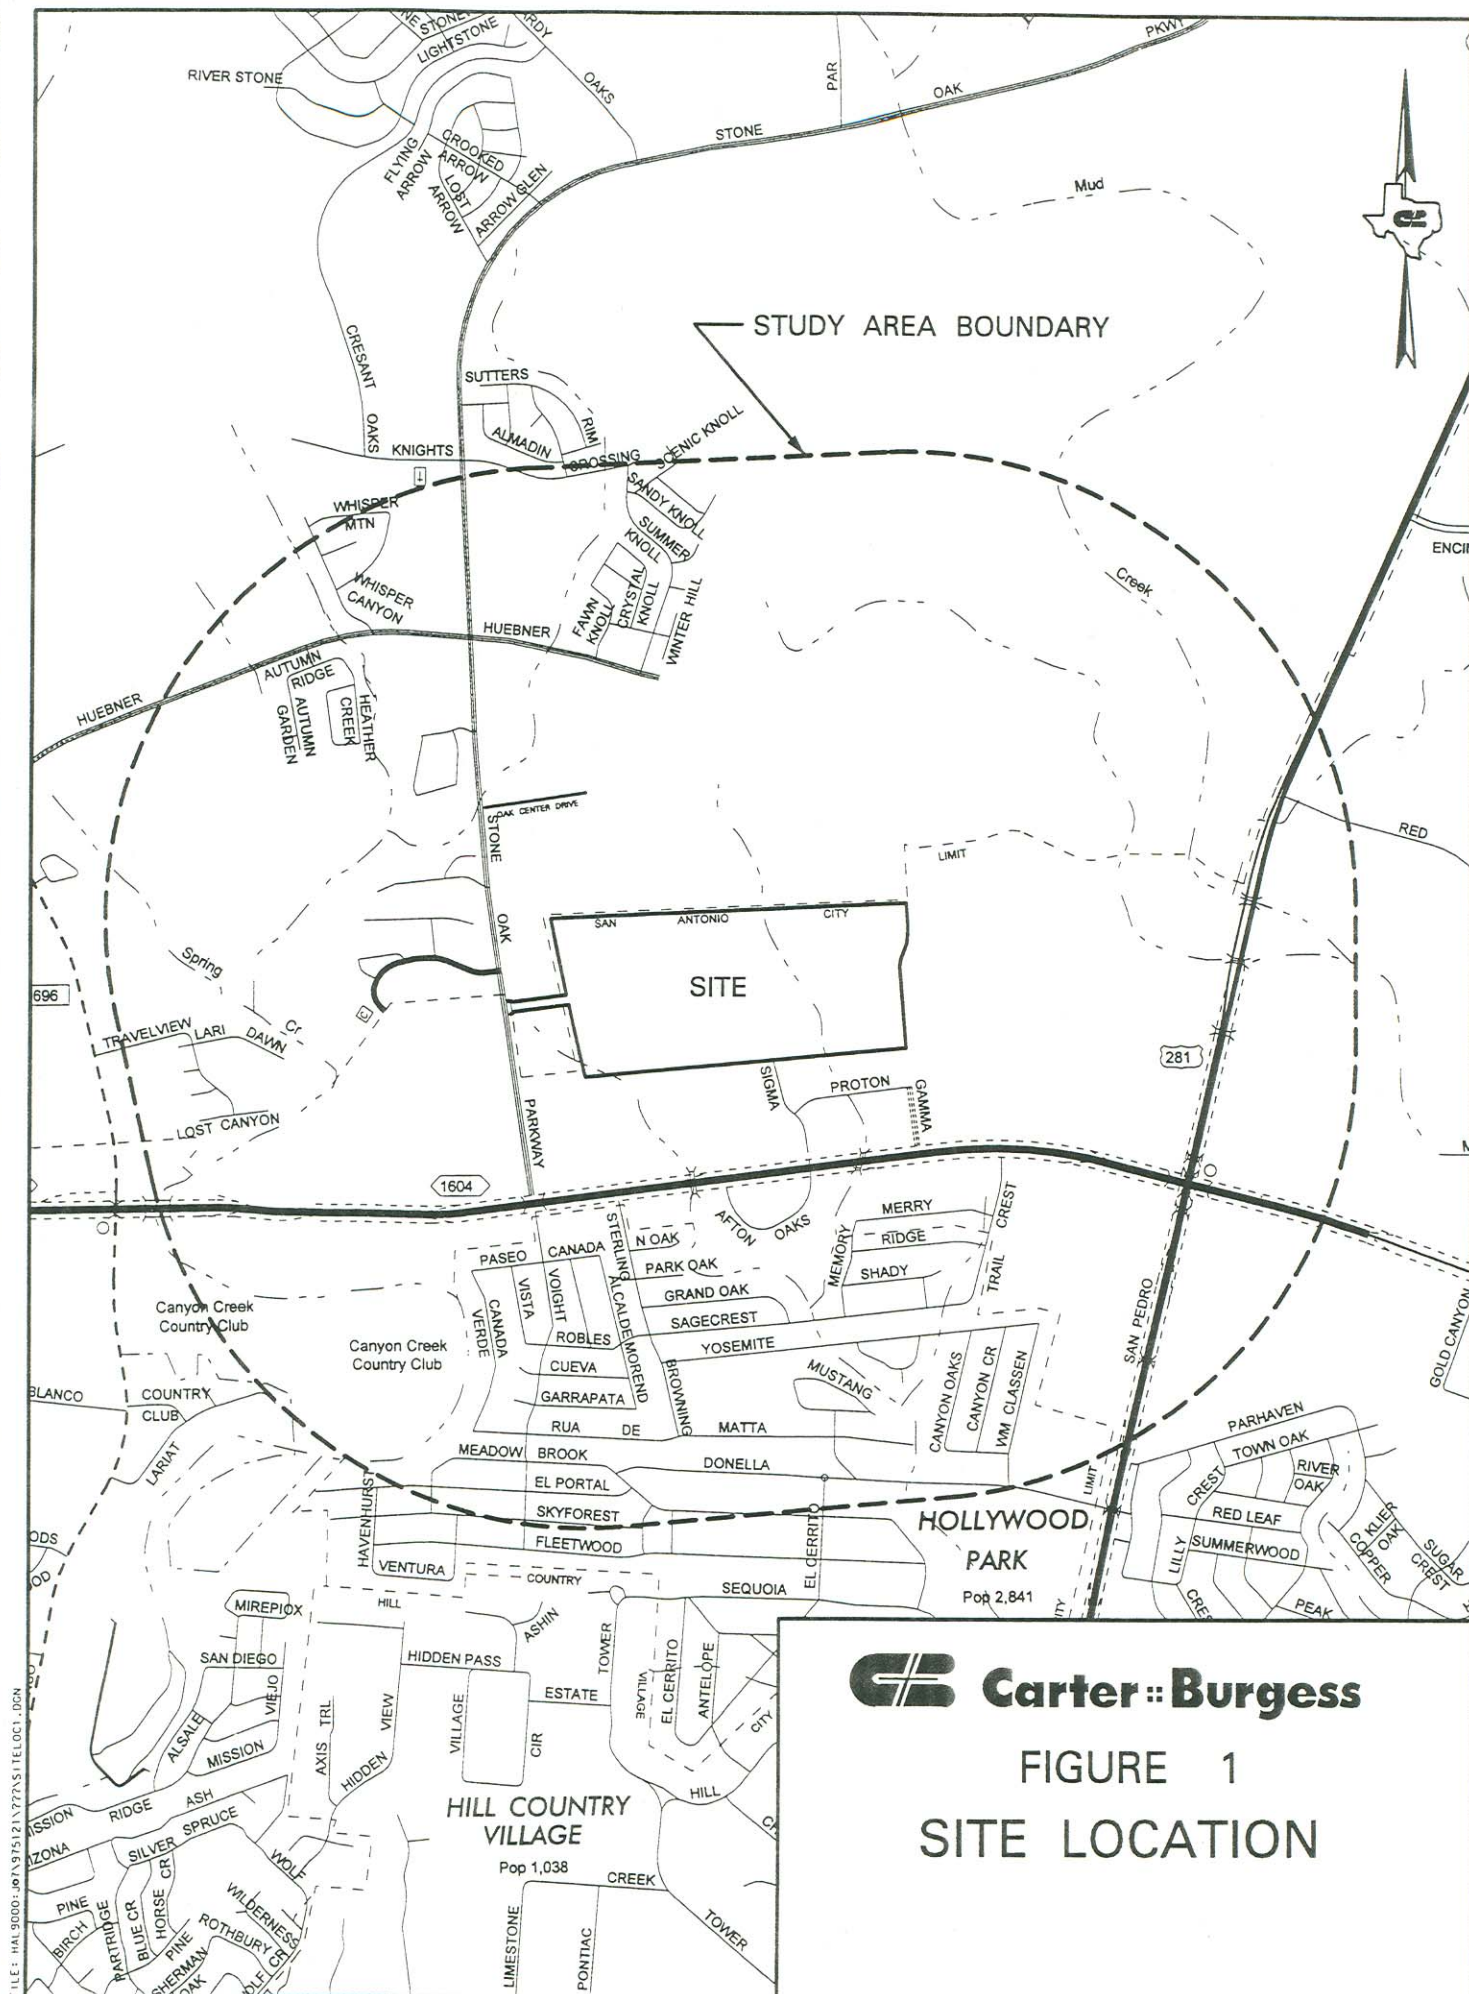 NE STONE
LIGHTSTONE
RDY
OAKS
RIVER STONE
PAR
OAK
PKWY
STONE
FLYING
ARROW
CROOKED
ARROW
LOST
ARROW
ARROW GLEN
Mud
STUDY AREA BOUNDARY
CRESANT
OAKS
SUTTERS
RIM
ALMADIN
KNIGHTS
CROSSING
SCENIC KNOLL
SANDY KNOLL
SUMMER
KNOLL
CRYSTAL
KNOLL
FAWN
KNOLL
WINTER HILL
WHISPER
MTN
WHISPER
CANYON
Creek
ENCI
HUEBNER
HUEBNER
AUTUMN
RIDGE
AUTUMN
GARDEN
HEATHER
CREEK
OAK CENTER DRIVE
STONE
OAK
PARKWAY
RED
LIMIT
SAN
ANTONIO
CITY
SITE
Spring
Cr
696
C
TRAVELVIEW
LARI
DAWN
LOST CANYON
281
SIGMA
PROTON
GAMMA
1604
AFTON
OAKS
MERRY
RIDGE
MEMORY
SHADY
CREST
TRAIL
STERLING
N OAK
PASEO
CANADA
PARK OAK
VISTA
VOIGHT
GRAND OAK
SAGECREST
ALCALDE MOREND
CANADA
VERDE
ROBLES
YOSEMITE
CUEVA
GARRAPATA
BROWNING
MUSTANG
CANYON OAKS
CANYON CR
WM CLASSEN
SAN PEDRO
GOLD CANYON
Canyon Creek
Country Club
Canyon Creek
Country Club
BLANCO
COUNTRY
CLUB
LARIAT
RUA
DE
MATTA
MEADOW BROOK
DONELLA
EL PORTAL
SKYFOREST
FLEETWOOD
HAVENHURST
VENTURA
EL CERRITO
SEQUOIA
COUNTRY
HILL
LIMIT
HOLLYWOOD
PARK
Pop 2,841
ITY
PARHAVEN
TOWN OAK
RIVER
OAK
CREST
RED LEAF
SUMMERWOOD
LILLY
KLIER
OAK
COPPER
SUGAR
CREST
PEAK
CRES
ODS
OD
MIREPIOX
SAN DIEGO
VIEJO
ALSALE
MISSION
AXIS TRL
HIDDEN
VIEW
HIDDEN PASS
ASHIN
VILLAGE
ESTATE
CIR
TOWER
VILLAGE
EL CERRITO
ANTELOPE
CITY
HILL
HILL COUNTRY
VILLAGE
Pop 1,038
CREEK
TOWER
LIMESTONE
PONTIAC
ISSION
RIDGE
ASH
IZONA
SILVER SPRUCE
WOLF
PINE
BIRCH
PARTRIDGE
BLUE CR
HORSE CR
PINE
SHERMAN
OAK
ROTHBURY
WILDERNESS
OLF CR
Carter::Burgess
FIGURE 1
SITE LOCATION